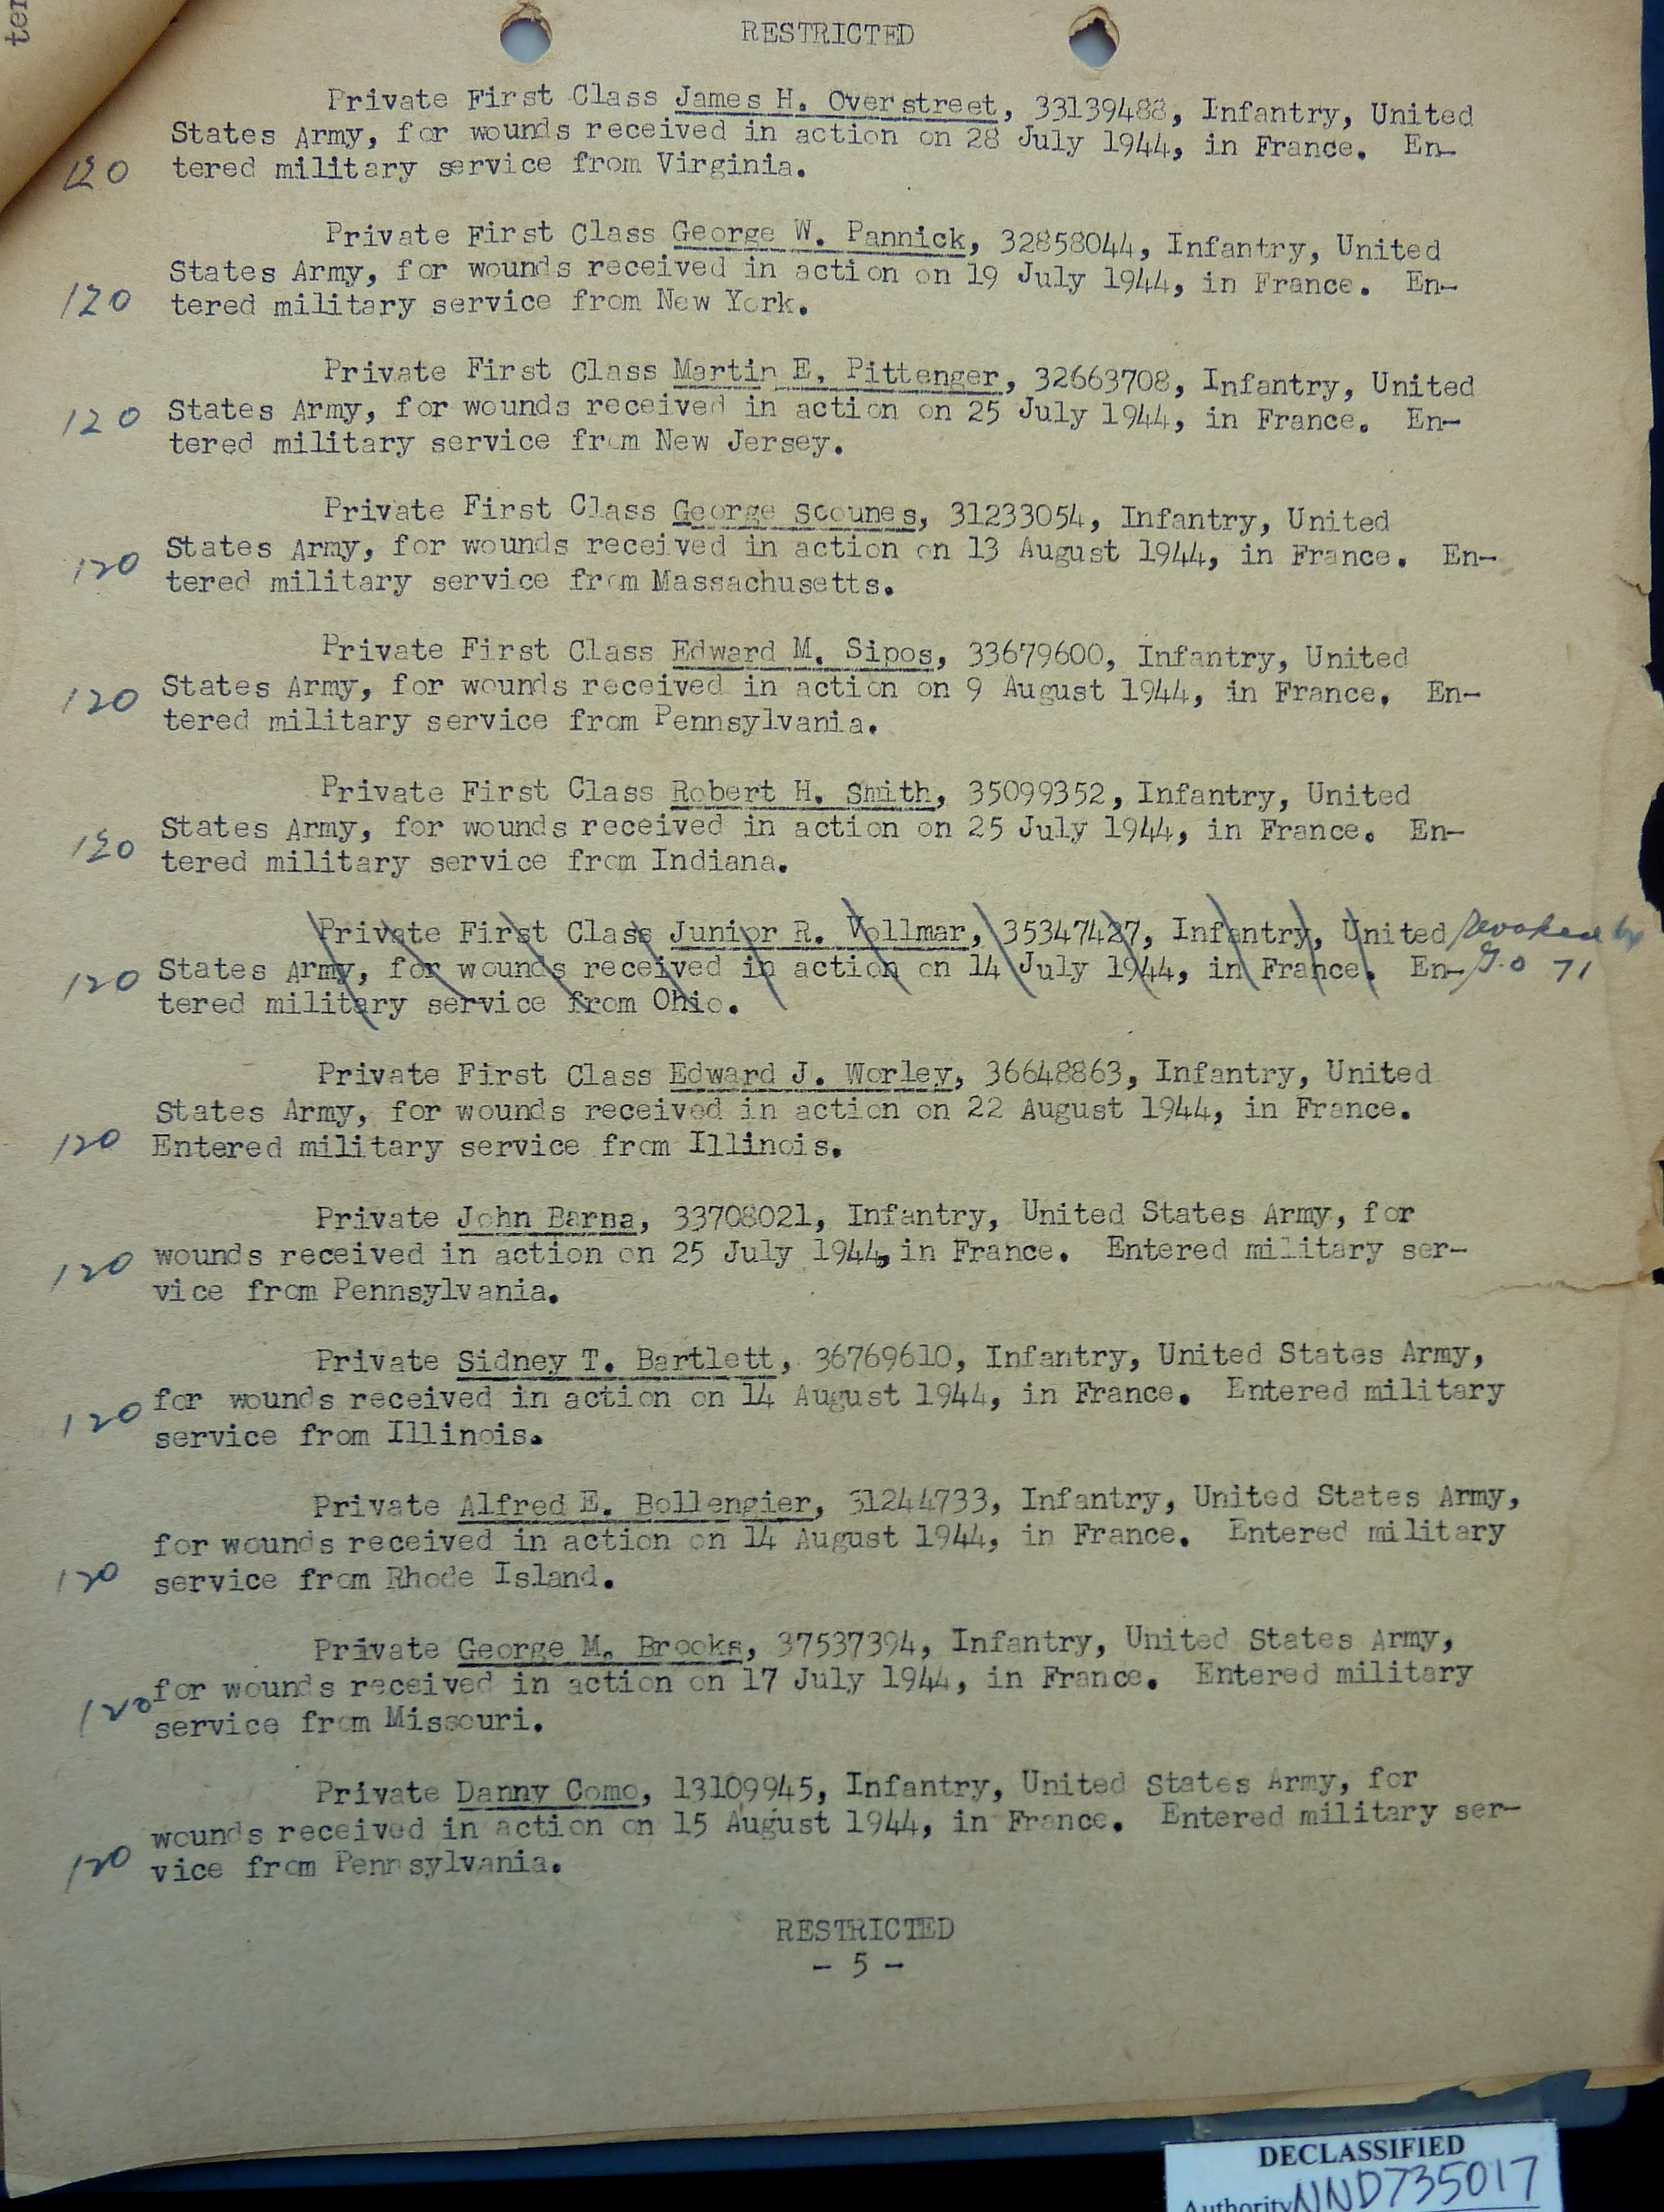 ter
RESTRICTED
Private First Class James H. Overstreet, 33139488, Infantry, United
States Army, for wounds received in action on 28 July 1944, in France. En-
120 tered military service from Virginia.
Private First Class George W. Pannick, 32858044, Infantry, United
States Army, for wounds received in action on 19 July 1944, in France. En-
120 tered military service from New York.
Private First Class Martin E. Pittenger, 32663708, Infantry, United
120 States Army, for wounds received in action on 25 July 1944, in France. En-
tered military service from New Jersey.
Private First Class George Scounes, 31233054, Infantry, United
States Army, for wounds received in action on 13 August 1944, in France. En-
120 tered military service from Massachusetts.
Private First Class Edward M. Sipos, 33679600, Infantry, United
120 States Army, for wounds received in action on 9 August 1944, in France. En-
tered military service from Pennsylvania.
Private First Class Robert H. Smith, 35099352, Infantry, United
States Army, for wounds received in action on 25 July 1944, in France. En-
120 tered military service from Indiana.
Private First Class Junior R. Vollmar, 35347427, Infantry, United Revoked by
120 States Army, for wounds received in action on 14 July 1944, in France. En- G.O 71
tered military service from Ohio.
Private First Class Edward J. Worley, 36648863, Infantry, United
States Army, for wounds received in action on 22 August 1944, in France.
120 Entered military service from Illinois.
Private John Barna, 33708021, Infantry, United States Army, for
120 wounds received in action on 25 July 1944, in France. Entered military ser-
vice from Pennsylvania.
Private Sidney T. Bartlett, 36769610, Infantry, United States Army,
120 for wounds received in action on 14 August 1944, in France. Entered military
service from Illinois.
Private Alfred E. Bollengier, 31244733, Infantry, United States Army,
for wounds received in action on 14 August 1944, in France. Entered military
120 service from Rhode Island.
Private George M. Brooks, 37537394, Infantry, United States Army,
120 for wounds received in action on 17 July 1944, in France. Entered military
service from Missouri.
Private Danny Como, 13109945, Infantry, United States Army, for
wounds received in action on 15 August 1944, in France. Entered military ser-
120 vice from Pennsylvania.
RESTRICTED
- 5 -
DECLASSIFIED
Authority NND735017